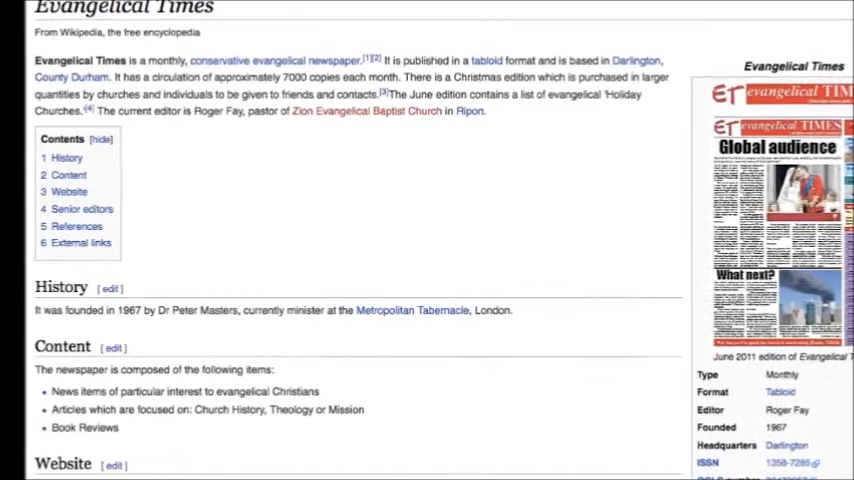 Evangelical Times
From Wikipedia, the free encyclopedia
Evangelical Times is a monthly, conservative evangelical newspaper.[1][2] It is published in a tabloid format and is based in Darlington,
County Durham. It has a circulation of approximately 7000 copies each month. There is a Christmas edition which is purchased in larger
quantities by churches and individuals to be given to friends and contacts.[3]The June edition contains a list of evangelical 'Holiday
Churches.[4] The current editor is Roger Fay, pastor of Zion Evangelical Baptist Church in Ripon.
Contents [hide]
1 History
2 Content
3 Website
4 Senior editors
5 References
6 External links
History [ edit ]
It was founded in 1967 by Dr Peter Masters, currently minister at the Metropolitan Tabernacle, London.
Content [ edit ]
The newspaper is composed of the following items:
• News items of particular interest to evangelical Christians
• Articles which are focused on: Church History, Theology or Mission
• Book Reviews
Website [ edit ]
Evangelical Times
ET evangelical TIM
ET evangelical TIMES
Global audience
What next?
June 2011 edition of Evangelical T
Type Monthly
Format Tabloid
Editor Roger Fay
Founded 1967
Headquarters Darlington
ISSN 1358-7285